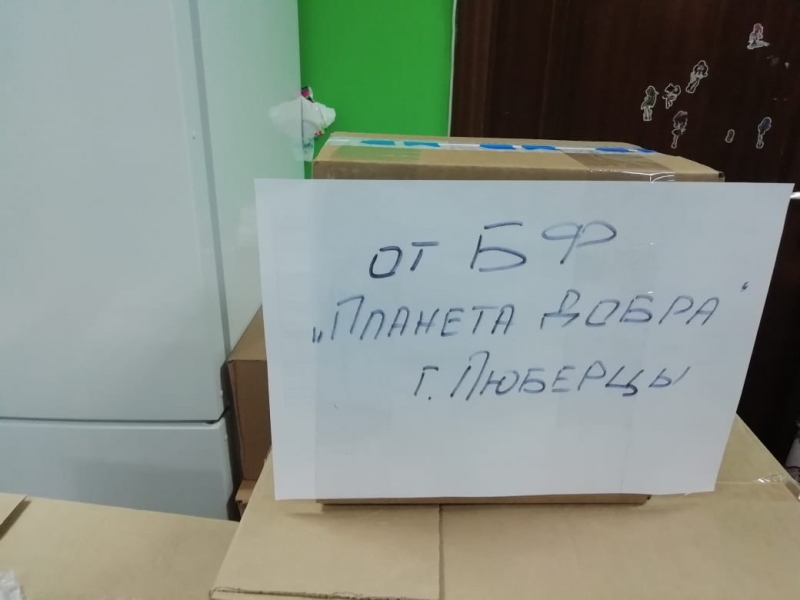 от БФ
„Планета Добра“
г. Люберцы